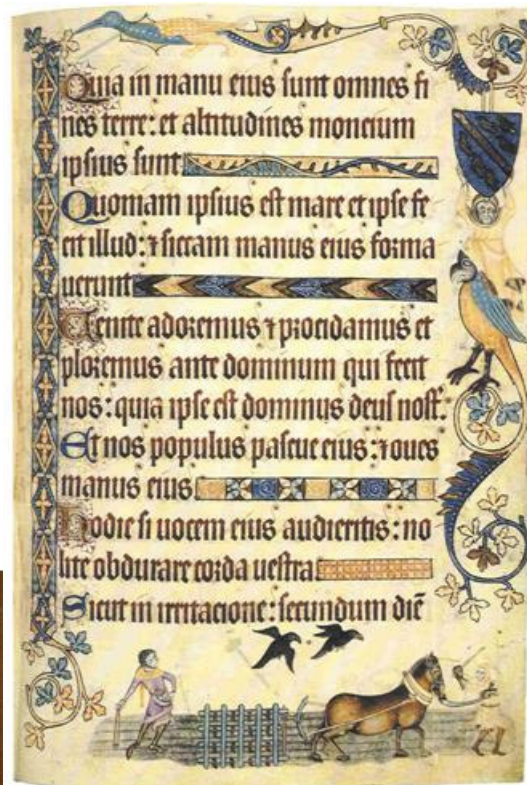 Quia in manu eius sunt omnes fi
nes terre: et altitudines moncium
ipsius sunt
Quoniam ipsius est mare et ipse fe
cit illud: ⁊ siccam manus eius forma
uerunt
Uenite adoremus ⁊ procidamus et
ploremus ante dominum qui fecit
nos: quia ipse est dominus deus nost̄.
Et nos populus pascue eius: ⁊ oues
manus eius
Hodie si uocem eius audieritis: no
lite obdurare corda uestra.
Sicut in irritacione: secundum diē